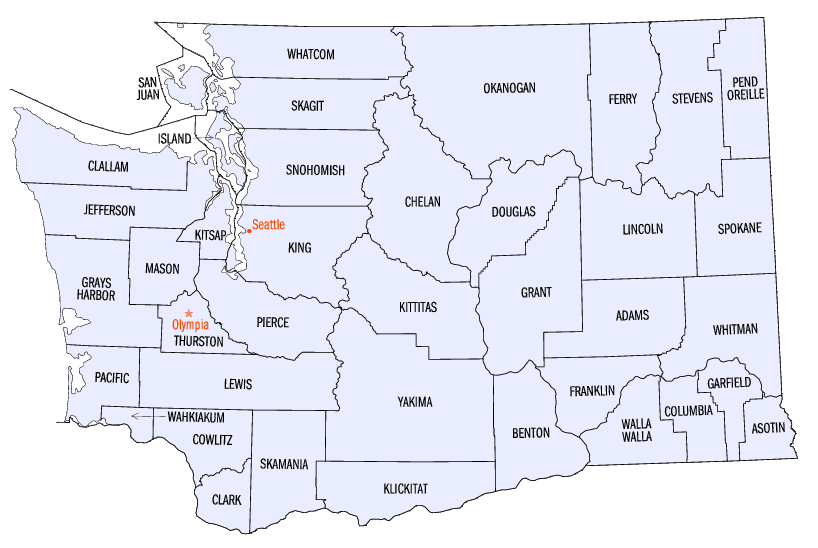 WHATCOM
SAN
JUAN
SKAGIT
OKANOGAN
FERRY
STEVENS
PEND
OREILLE
ISLAND
CLALLAM
SNOHOMISH
CHELAN
DOUGLAS
JEFFERSON
KITSAP
Seattle
KING
LINCOLN
SPOKANE
MASON
GRAYS
HARBOR
KITTITAS
GRANT
ADAMS
WHITMAN
Olympia
THURSTON
PIERCE
PACIFIC
LEWIS
YAKIMA
FRANKLIN
GARFIELD
WAHKIAKUM
COWLITZ
BENTON
WALLA
WALLA
COLUMBIA
ASOTIN
SKAMANIA
KLICKITAT
CLARK